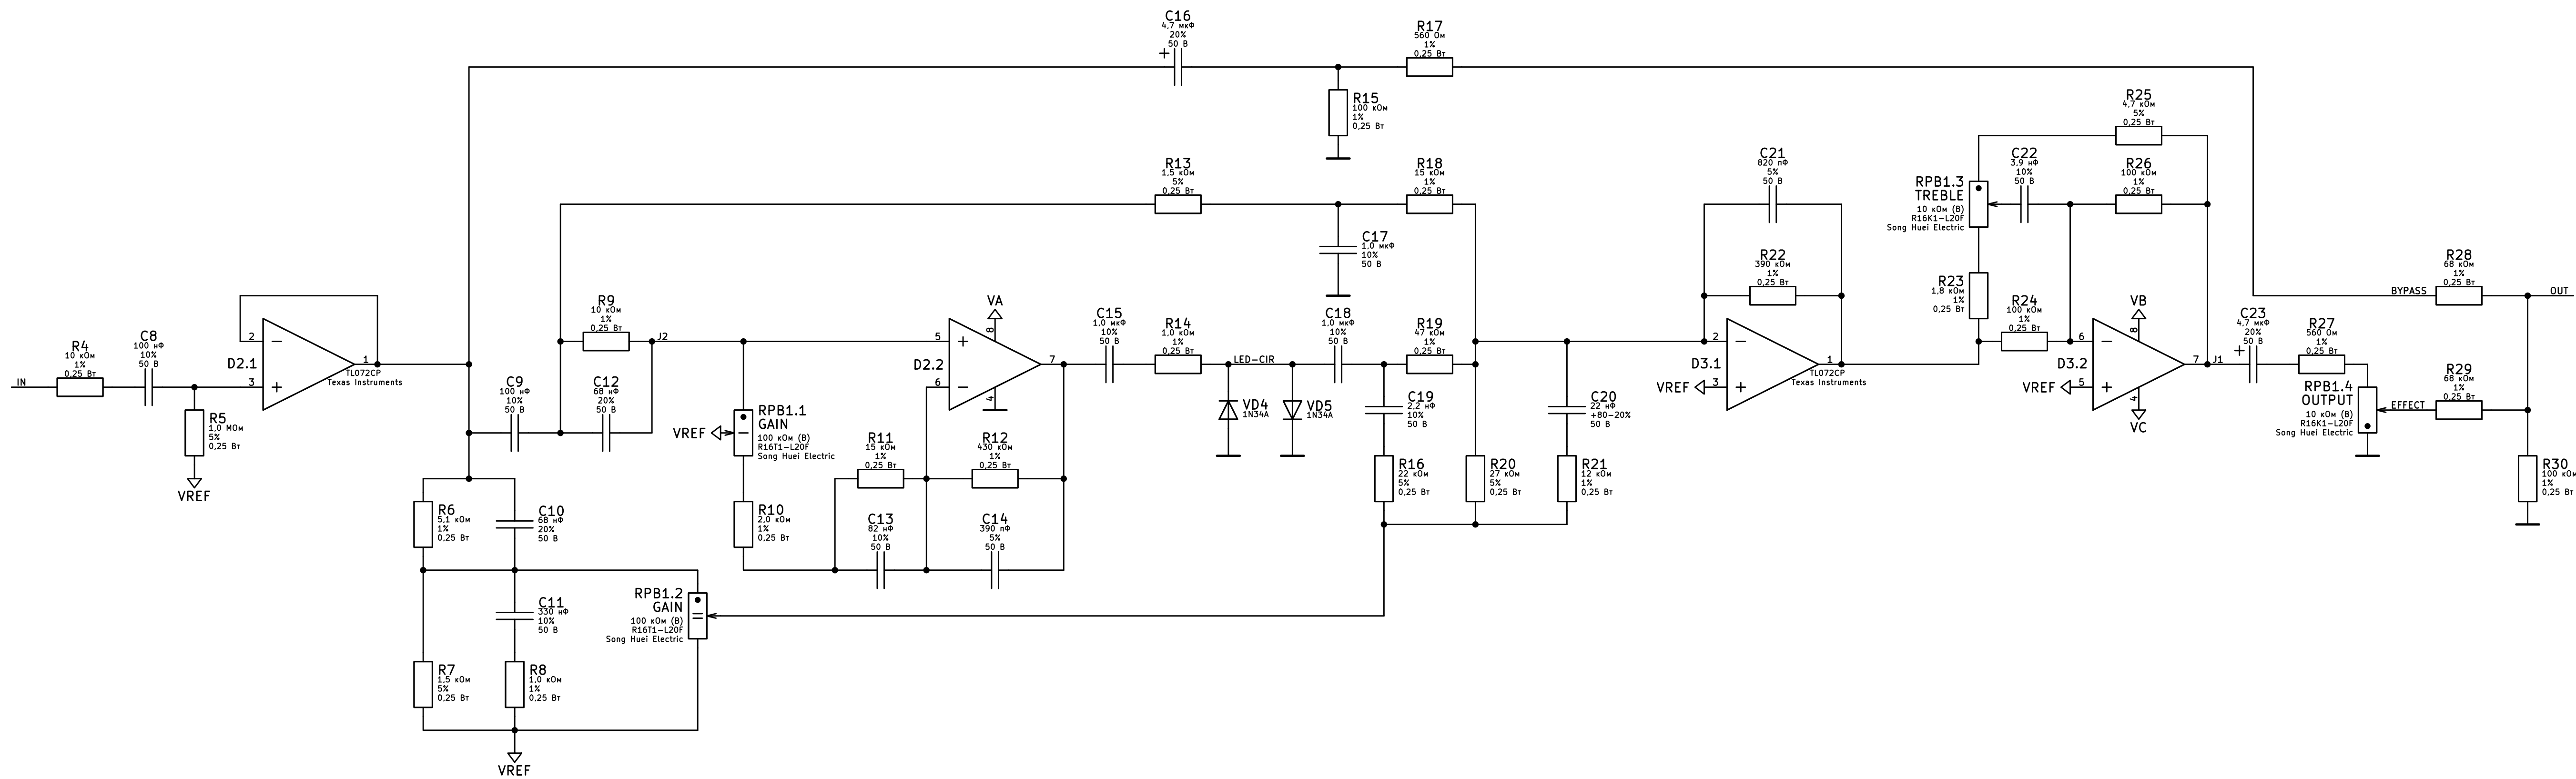 C16
4,7 мкФ
20%
50 В
+
R17
560 Ом
1%
0,25 Вт
R15
100 кОм
1%
0,25 Вт
R25
4,7 кОм
5%
0,25 Вт
R13
1,5 кОм
5%
0,25 Вт
R18
15 кОм
1%
0,25 Вт
C21
820 пФ
5%
50 В
RPB1.3
TREBLE
10 кОм (B)
R16K1-L20F
Song Huei Electric
C22
3,9 нФ
10%
50 В
R26
100 кОм
1%
0,25 Вт
C17
1,0 мкФ
10%
50 В
R22
390 кОм
1%
0,25 Вт
R23
1,8 кОм
1%
0,25 Вт
R24
100 кОм
1%
0,25 Вт
IN
R4
10 кОм
1%
0,25 Вт
C8
100 нФ
10%
50 В
R5
1,0 МОм
5%
0,25 Вт
VREF
D2.1
2
3
1
TL072CP
Texas Instruments
R9
10 кОм
1%
0,25 Вт
J2
C9
100 нФ
10%
50 В
C12
68 нФ
20%
50 В
VREF
RPB1.1
GAIN
100 кОм (B)
R16T1-L20F
Song Huei Electric
VA
8
5
6
4
7
D2.2
C15
1,0 мкФ
10%
50 В
R14
1,0 кОм
1%
0,25 Вт
LED-CIR
VD4
1N34A
VD5
1N34A
C18
1,0 мкФ
10%
50 В
R19
47 кОм
1%
0,25 Вт
C19
2,2 нФ
10%
50 В
C20
22 нФ
+80-20%
50 В
VREF
D3.1
2
3
1
TL072CP
Texas Instruments
VREF
D3.2
VB
8
6
5
4
7
VC
J1
C23
4,7 мкФ
20%
50 В
+
R27
560 Ом
1%
0,25 Вт
RPB1.4
OUTPUT
10 кОм (B)
R16K1-L20F
Song Huei Electric
BYPASS
R28
68 кОм
1%
0,25 Вт
OUT
EFFECT
R29
68 кОм
1%
0,25 Вт
R30
100 кОм
1%
0,25 Вт
R11
15 кОм
1%
0,25 Вт
R12
430 кОм
1%
0,25 Вт
R10
2,0 кОм
1%
0,25 Вт
C13
82 нФ
10%
50 В
C14
390 пФ
5%
50 В
R16
22 кОм
5%
0,25 Вт
R20
27 кОм
5%
0,25 Вт
R21
12 кОм
1%
0,25 Вт
R6
5,1 кОм
1%
0,25 Вт
C10
68 нФ
20%
50 В
C11
330 нФ
10%
50 В
RPB1.2
GAIN
100 кОм (B)
R16T1-L20F
Song Huei Electric
R7
1,5 кОм
5%
0,25 Вт
R8
1,0 кОм
1%
0,25 Вт
VREF